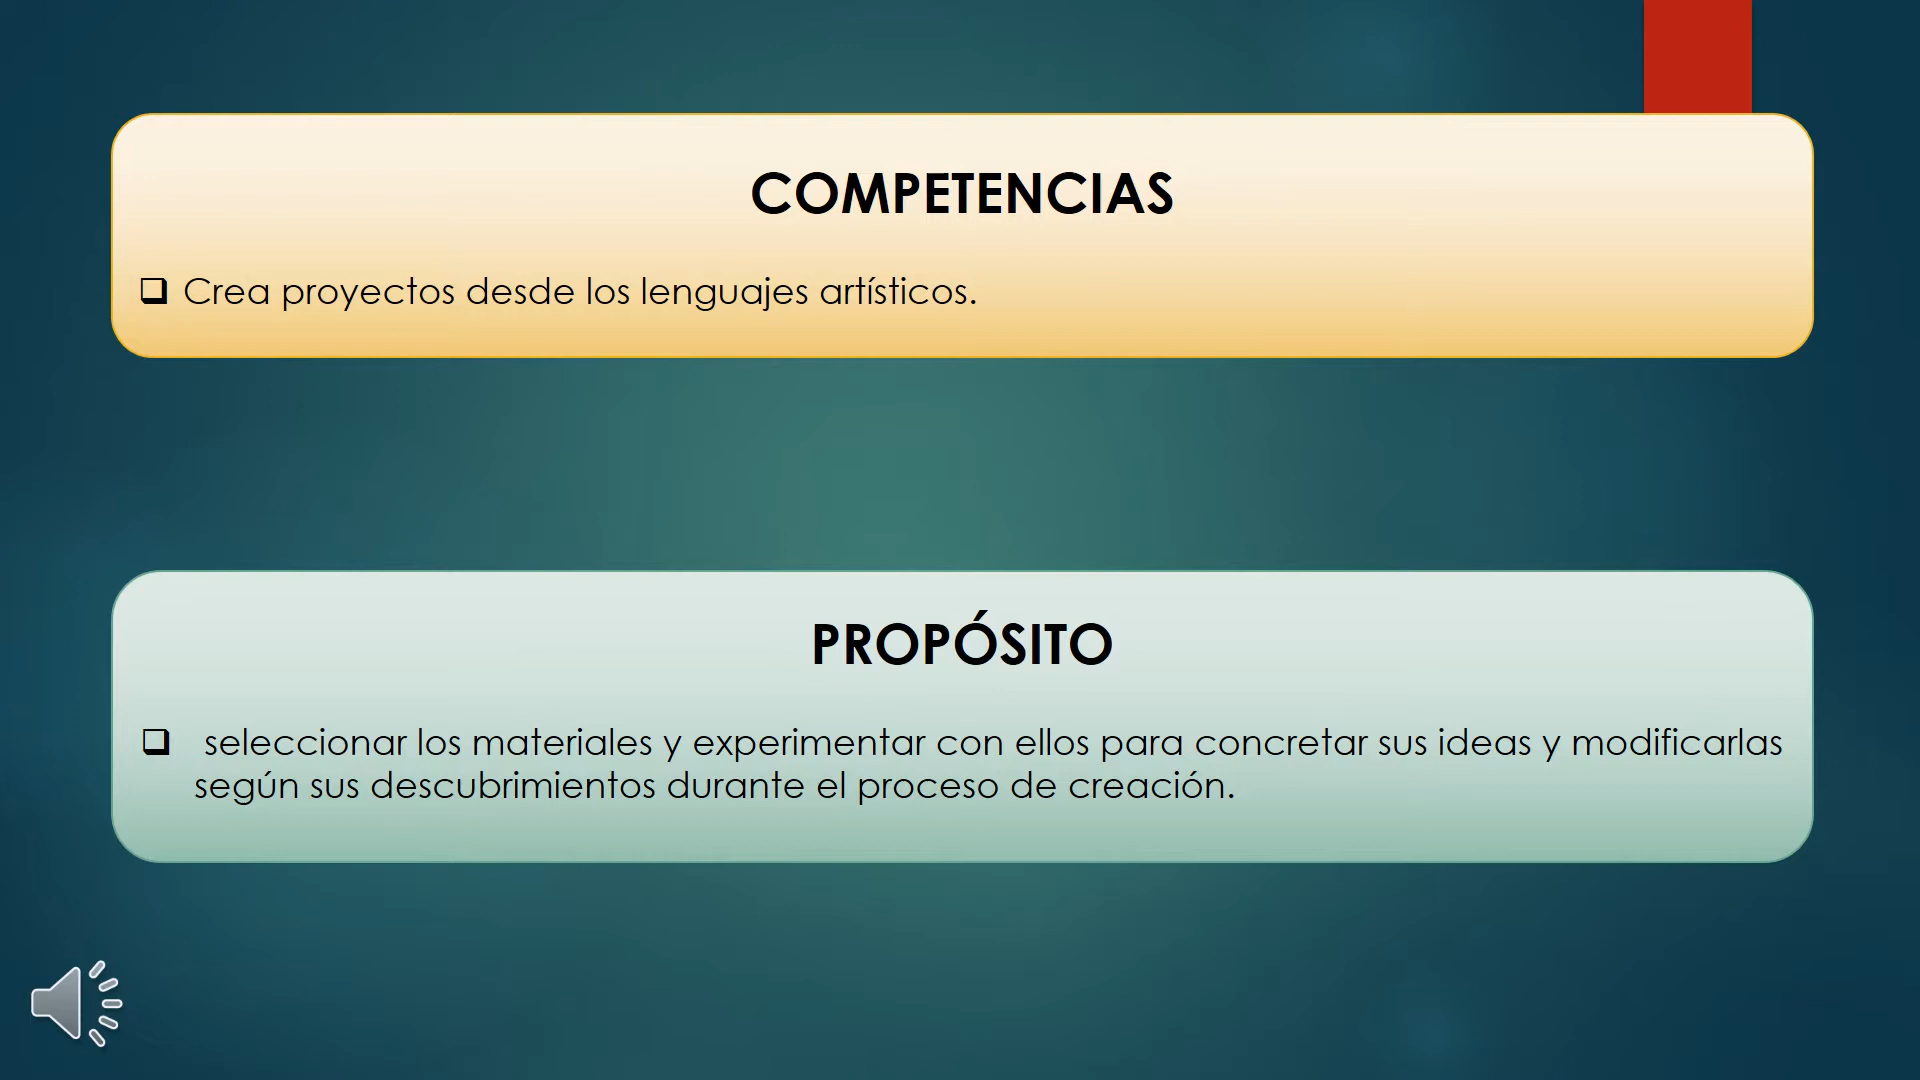 COMPETENCIAS
❑ Crea proyectos desde los lenguajes artísticos.
PROPÓSITO
❑ seleccionar los materiales y experimentar con ellos para concretar sus ideas y modificarlas
según sus descubrimientos durante el proceso de creación.